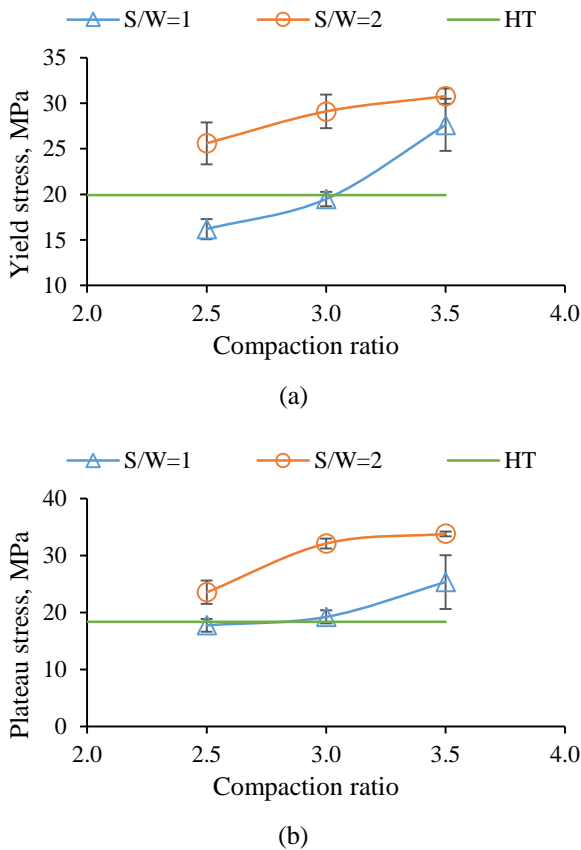 S/W=1 S/W=2 HT
35
30
25
20
15
10
Yield stress, MPa
2.0 2.5 3.0 3.5 4.0
Compaction ratio
(a)
S/W=1 S/W=2 HT
40
30
20
10
0
Plateau stress, MPa
2.0 2.5 3.0 3.5 4.0
Compaction ratio
(b)